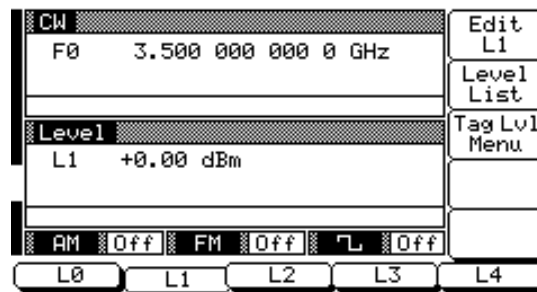 CW
F0 3.500 000 000 0 GHz
Level
L1 +0.00 dBm
AM Off FM Off Off
L0 L1 L2 L3 L4
Edit
L1
Level
List
Tag Lvl
Menu